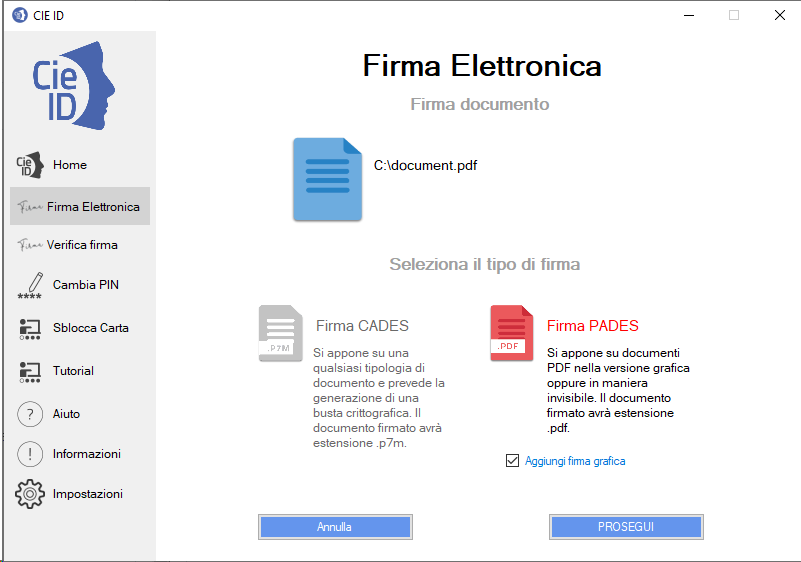 CIE ID
Cie
ID
Home
Firma Elettronica
Verifica firma
Cambia PIN
Sblocca Carta
Tutorial
Aiuto
Informazioni
Impostazioni
Firma Elettronica
Firma documento
C:\document.pdf
Seleziona il tipo di firma
.P7M
Firma CADES
Si appone su una
qualsiasi tipologia di
documento e prevede la
generazione di una
busta crittografica. Il
documento firmato avrà
estensione .p7m.
.PDF
Firma PADES
Si appone su documenti
PDF nella versione grafica
oppure in maniera
invisibile. Il documento
firmato avrà estensione
.pdf.
Aggiungi firma grafica
Annulla
PROSEGUI